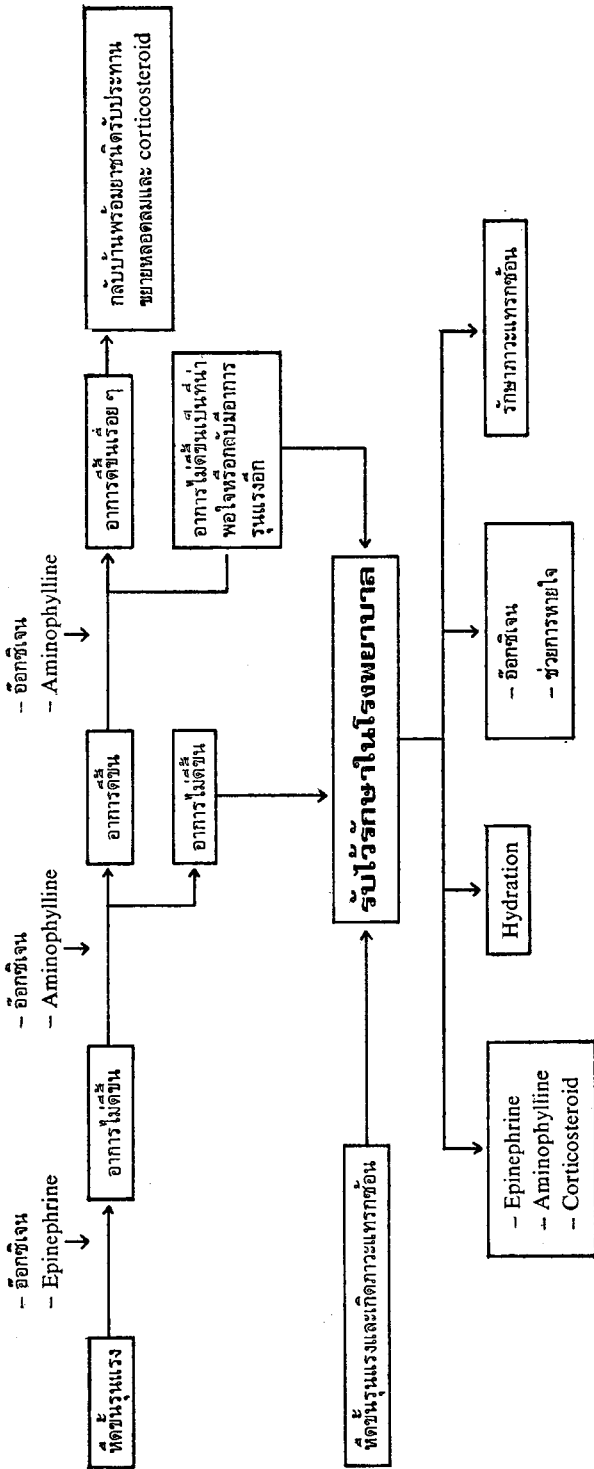 – อ๊อกซิเจน
– Epinephrine
– อ๊อกซิเจน
– Aminophylline
– อ๊อกซิเจน
– Aminophylline
หืดขั้นรุนแรง
อาการไม่ดีขึ้น
อาการดีขึ้น
อาการดีขึ้นเรื่อย ๆ
กลับบ้านพร้อมยาชนิดรับประทาน
ขยายหลอดลมและ corticosteroid
อาการไม่ดีขึ้น
อาการไม่ดีขึ้นเป็นที่น่า
พอใจหรือกลับมีอาการ
รุนแรงอีก
หืดขั้นรุนแรงและเกิดภาวะแทรกซ้อน
รับไว้รักษาในโรงพยาบาล
– Epinephrine
– Aminophylline
– Corticosteroid
Hydration
– อ๊อกซิเจน
– ช่วยการหายใจ
รักษาภาวะแทรกซ้อน